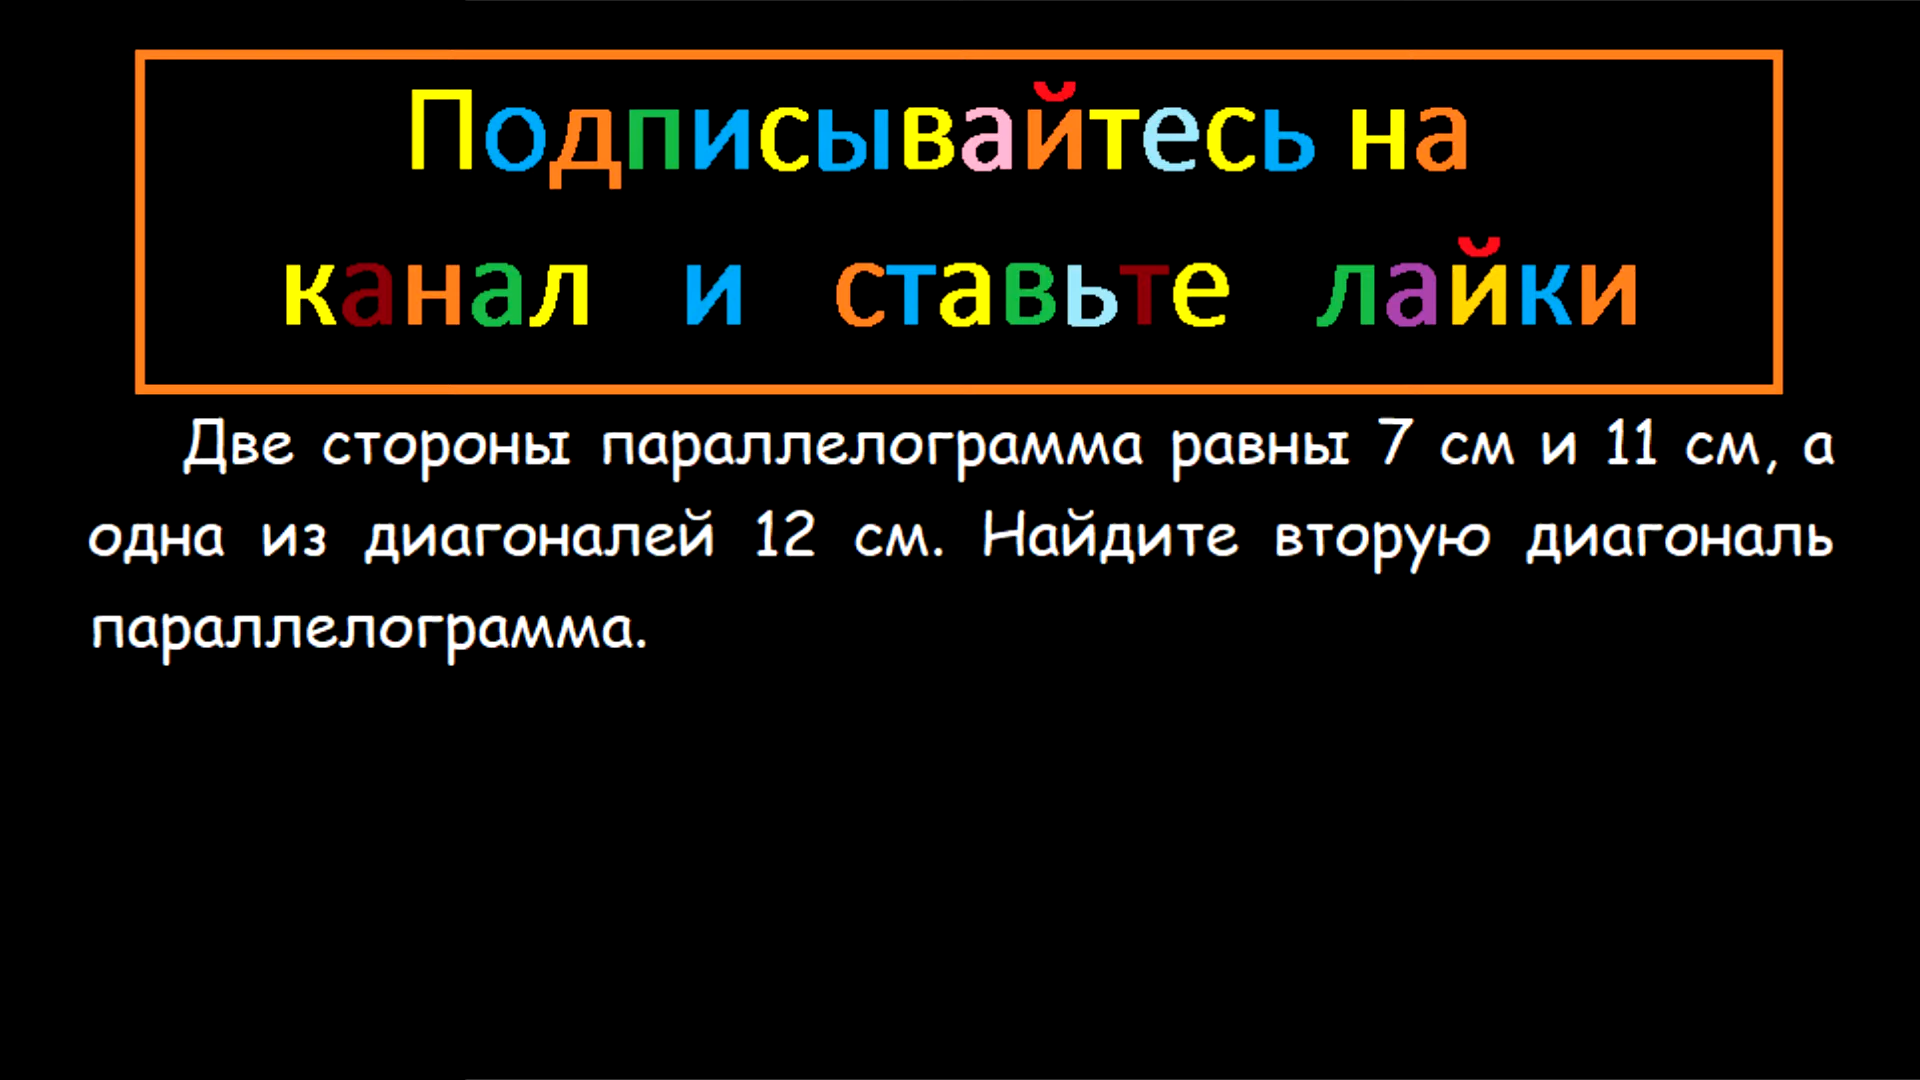 Подписывайтесь на
канал и ставьте лайки
Две стороны параллелограмма равны 7 см и 11 см, а
одна из диагоналей 12 см. Найдите вторую диагональ
параллелограмма.